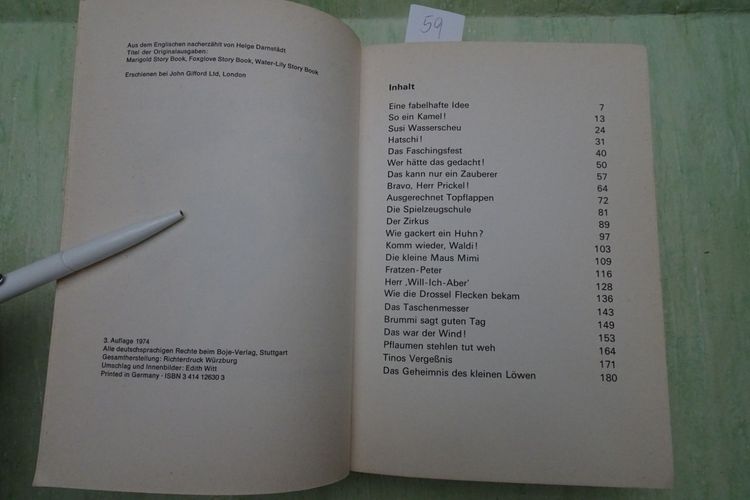 59
Aus dem Englischen nacherzählt von Helge Darnstädt
Titel der Originalausgaben:
Marigold Story Book, Foxglove Story Book, Water-Lily Story Book
Erschienen bei John Gifford Ltd, London
3. Auflage 1974
Alle deutschsprachigen Rechte beim Boje-Verlag, Stuttgart
Gesamtherstellung: Richterdruck Würzburg
Umschlag und Innenbilder: Edith Witt
Printed in Germany · ISBN 3 414 12630 3
Inhalt
Eine fabelhafte Idee 7
So ein Kamel! 13
Susi Wasserscheu 24
Hatschi! 31
Das Faschingsfest 40
Wer hätte das gedacht! 50
Das kann nur ein Zauberer 57
Bravo, Herr Prickel! 64
Ausgerechnet Topflappen 72
Die Spielzeugschule 81
Der Zirkus 89
Wie gackert ein Huhn? 97
Komm wieder, Waldi! 103
Die kleine Maus Mimi 109
Fratzen-Peter 116
Herr ‚Will-Ich-Aber' 128
Wie die Drossel Flecken bekam 136
Das Taschenmesser 143
Brummi sagt guten Tag 149
Das war der Wind! 153
Pflaumen stehlen tut weh 164
Tinos Vergeßnis 171
Das Geheimnis des kleinen Löwen 180